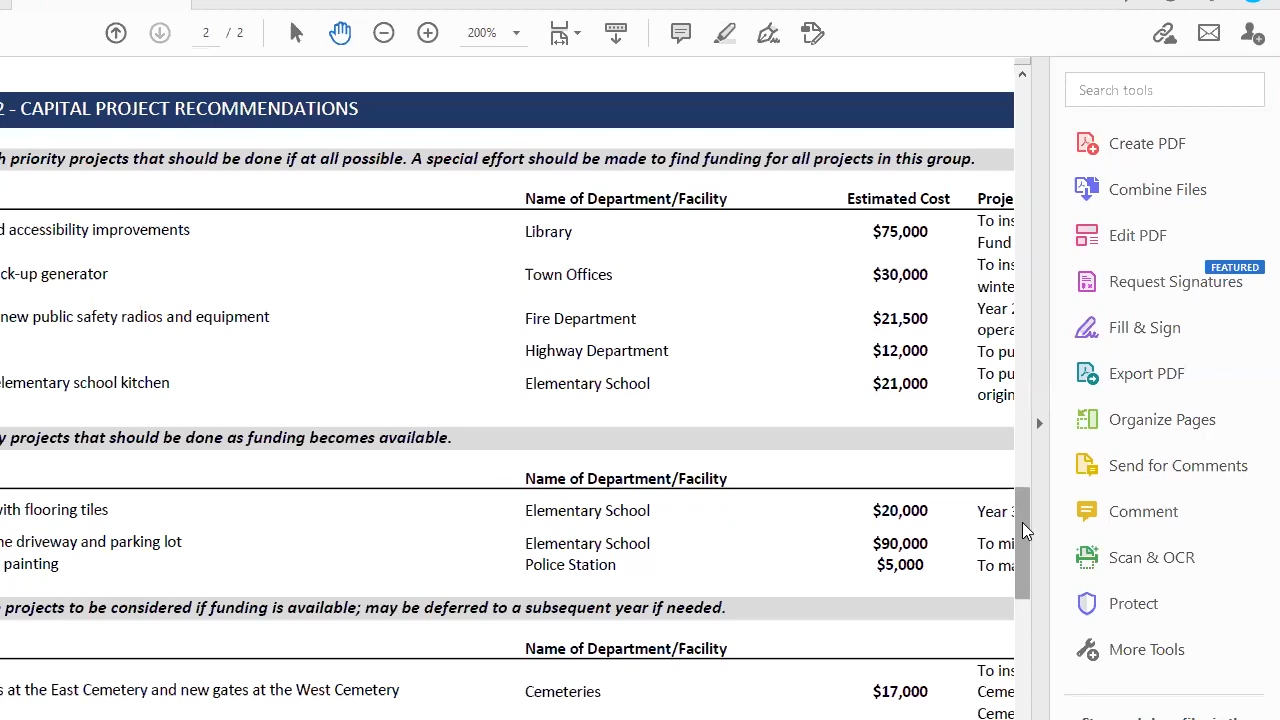 2 / 2
200%
2 - CAPITAL PROJECT RECOMMENDATIONS
h priority projects that should be done if at all possible. A special effort should be made to find funding for all projects in this group.
Name of Department/Facility Estimated Cost Proje
d accessibility improvements Library $75,000 To ins
Fund
ck-up generator Town Offices $30,000 To ins
winte
new public safety radios and equipment Fire Department $21,500 Year 2
opera
Highway Department $12,000 To pu
elementary school kitchen Elementary School $21,000 To pu
origin
y projects that should be done as funding becomes available.
Name of Department/Facility
with flooring tiles Elementary School $20,000 Year 3
he driveway and parking lot Elementary School $90,000 To mi
painting Police Station $5,000 To ma
projects to be considered if funding is available; may be deferred to a subsequent year if needed.
Name of Department/Facility
s at the East Cemetery and new gates at the West Cemetery Cemeteries $17,000 To ins
Ceme
Ceme
Search tools
Create PDF
Combine Files
Edit PDF
FEATURED
Request Signatures
Fill & Sign
Export PDF
Organize Pages
Send for Comments
Comment
Scan & OCR
Protect
More Tools